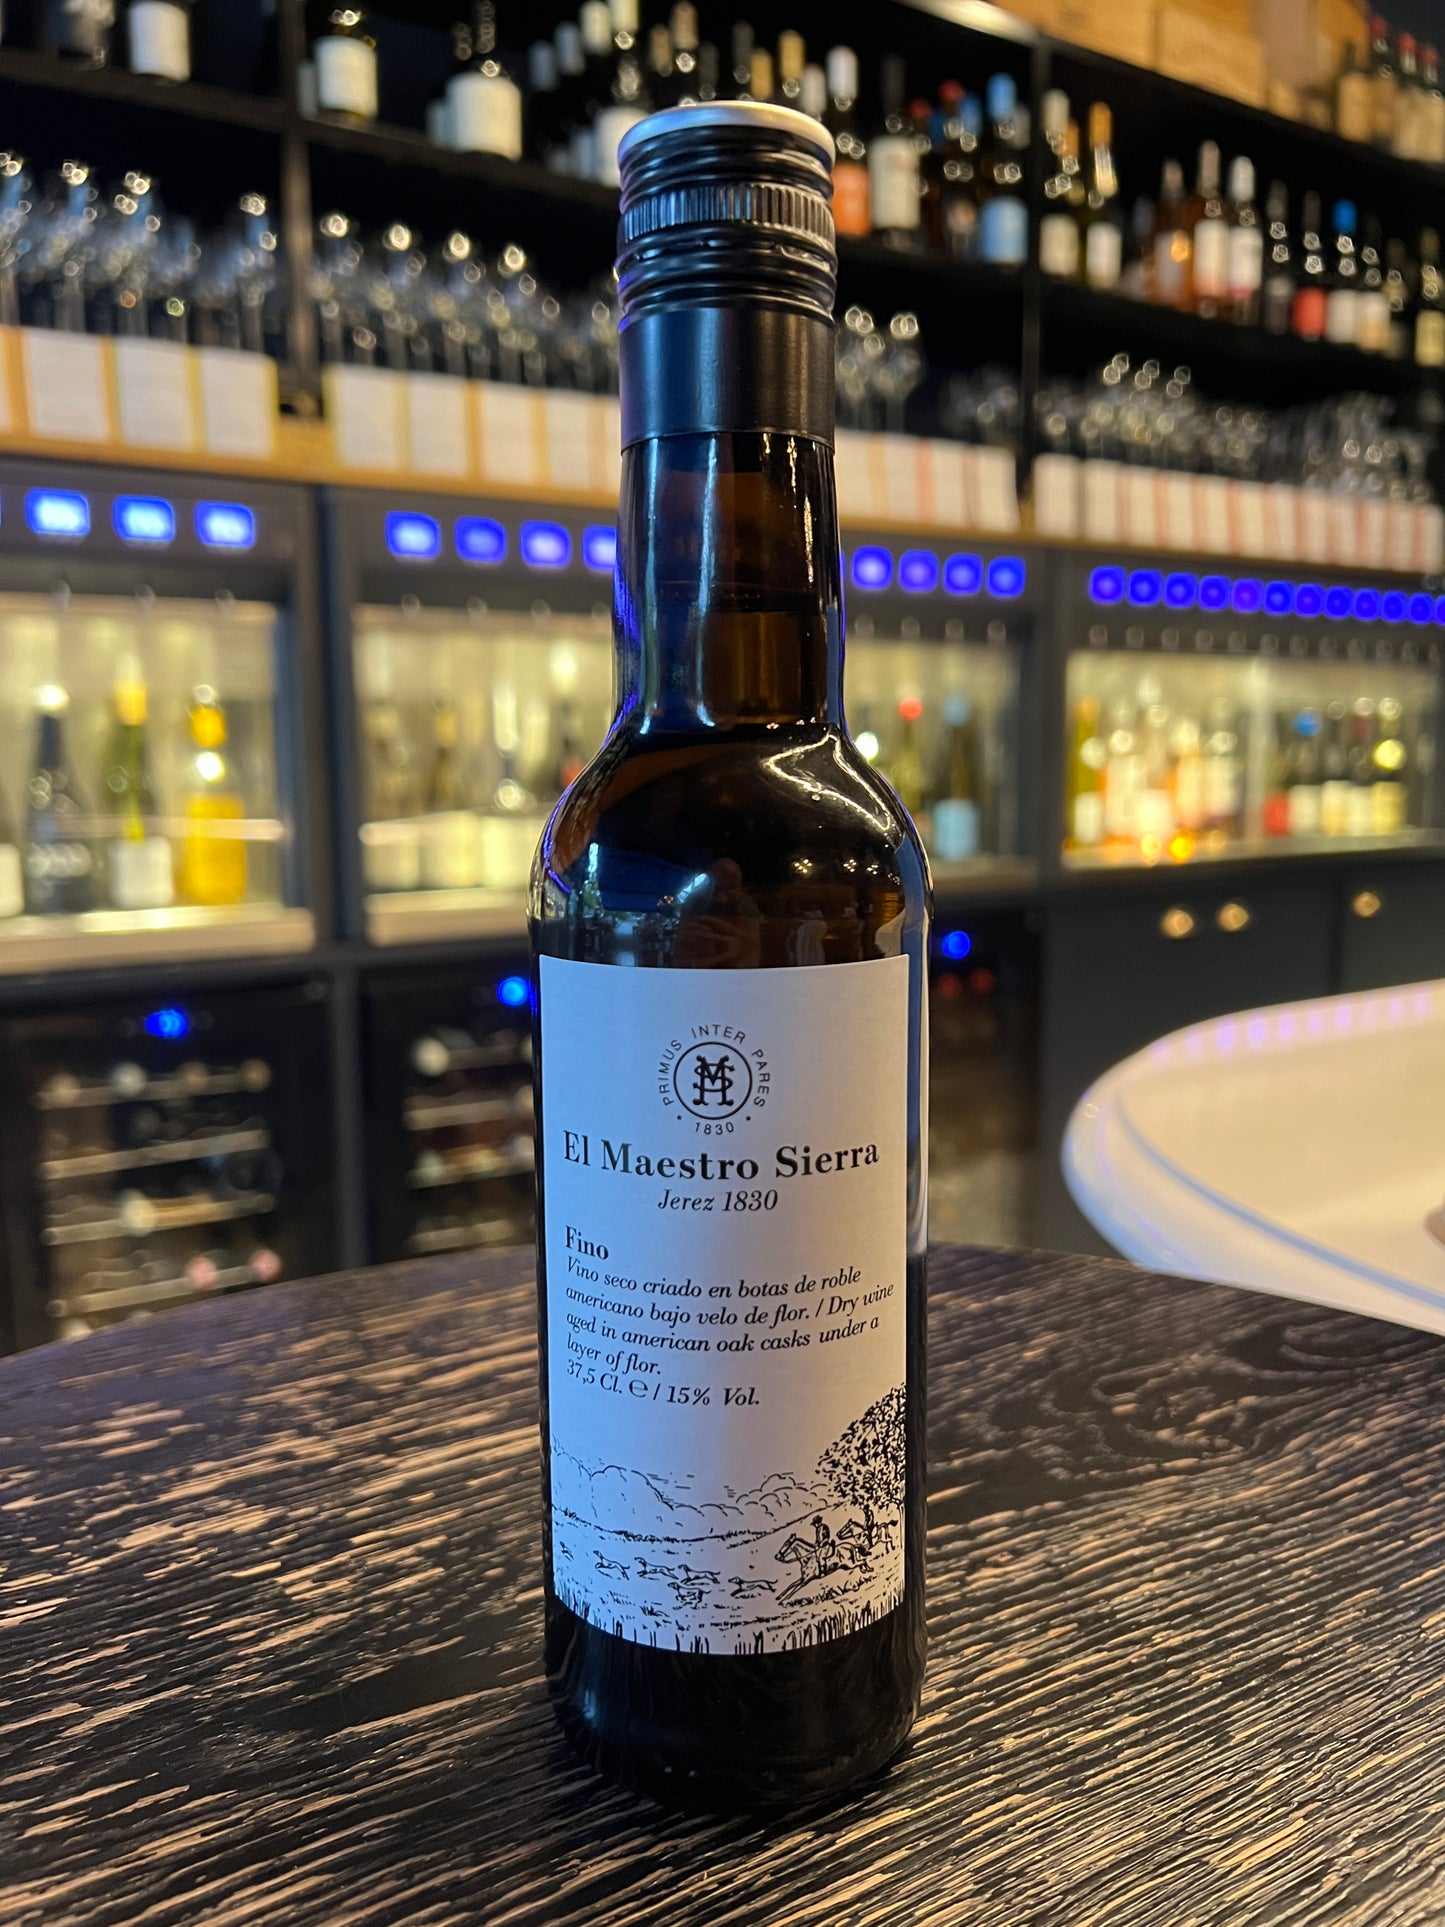 PRIMUS INTER PARES
MS
* 1830 *
El Maestro Sierra
Jerez 1830
Fino
Vino seco criado en botas de roble
americano bajo velo de flor. / Dry wine
aged in american oak casks under a
layer of flor.
37,5 Cl. ℮ / 15% Vol.